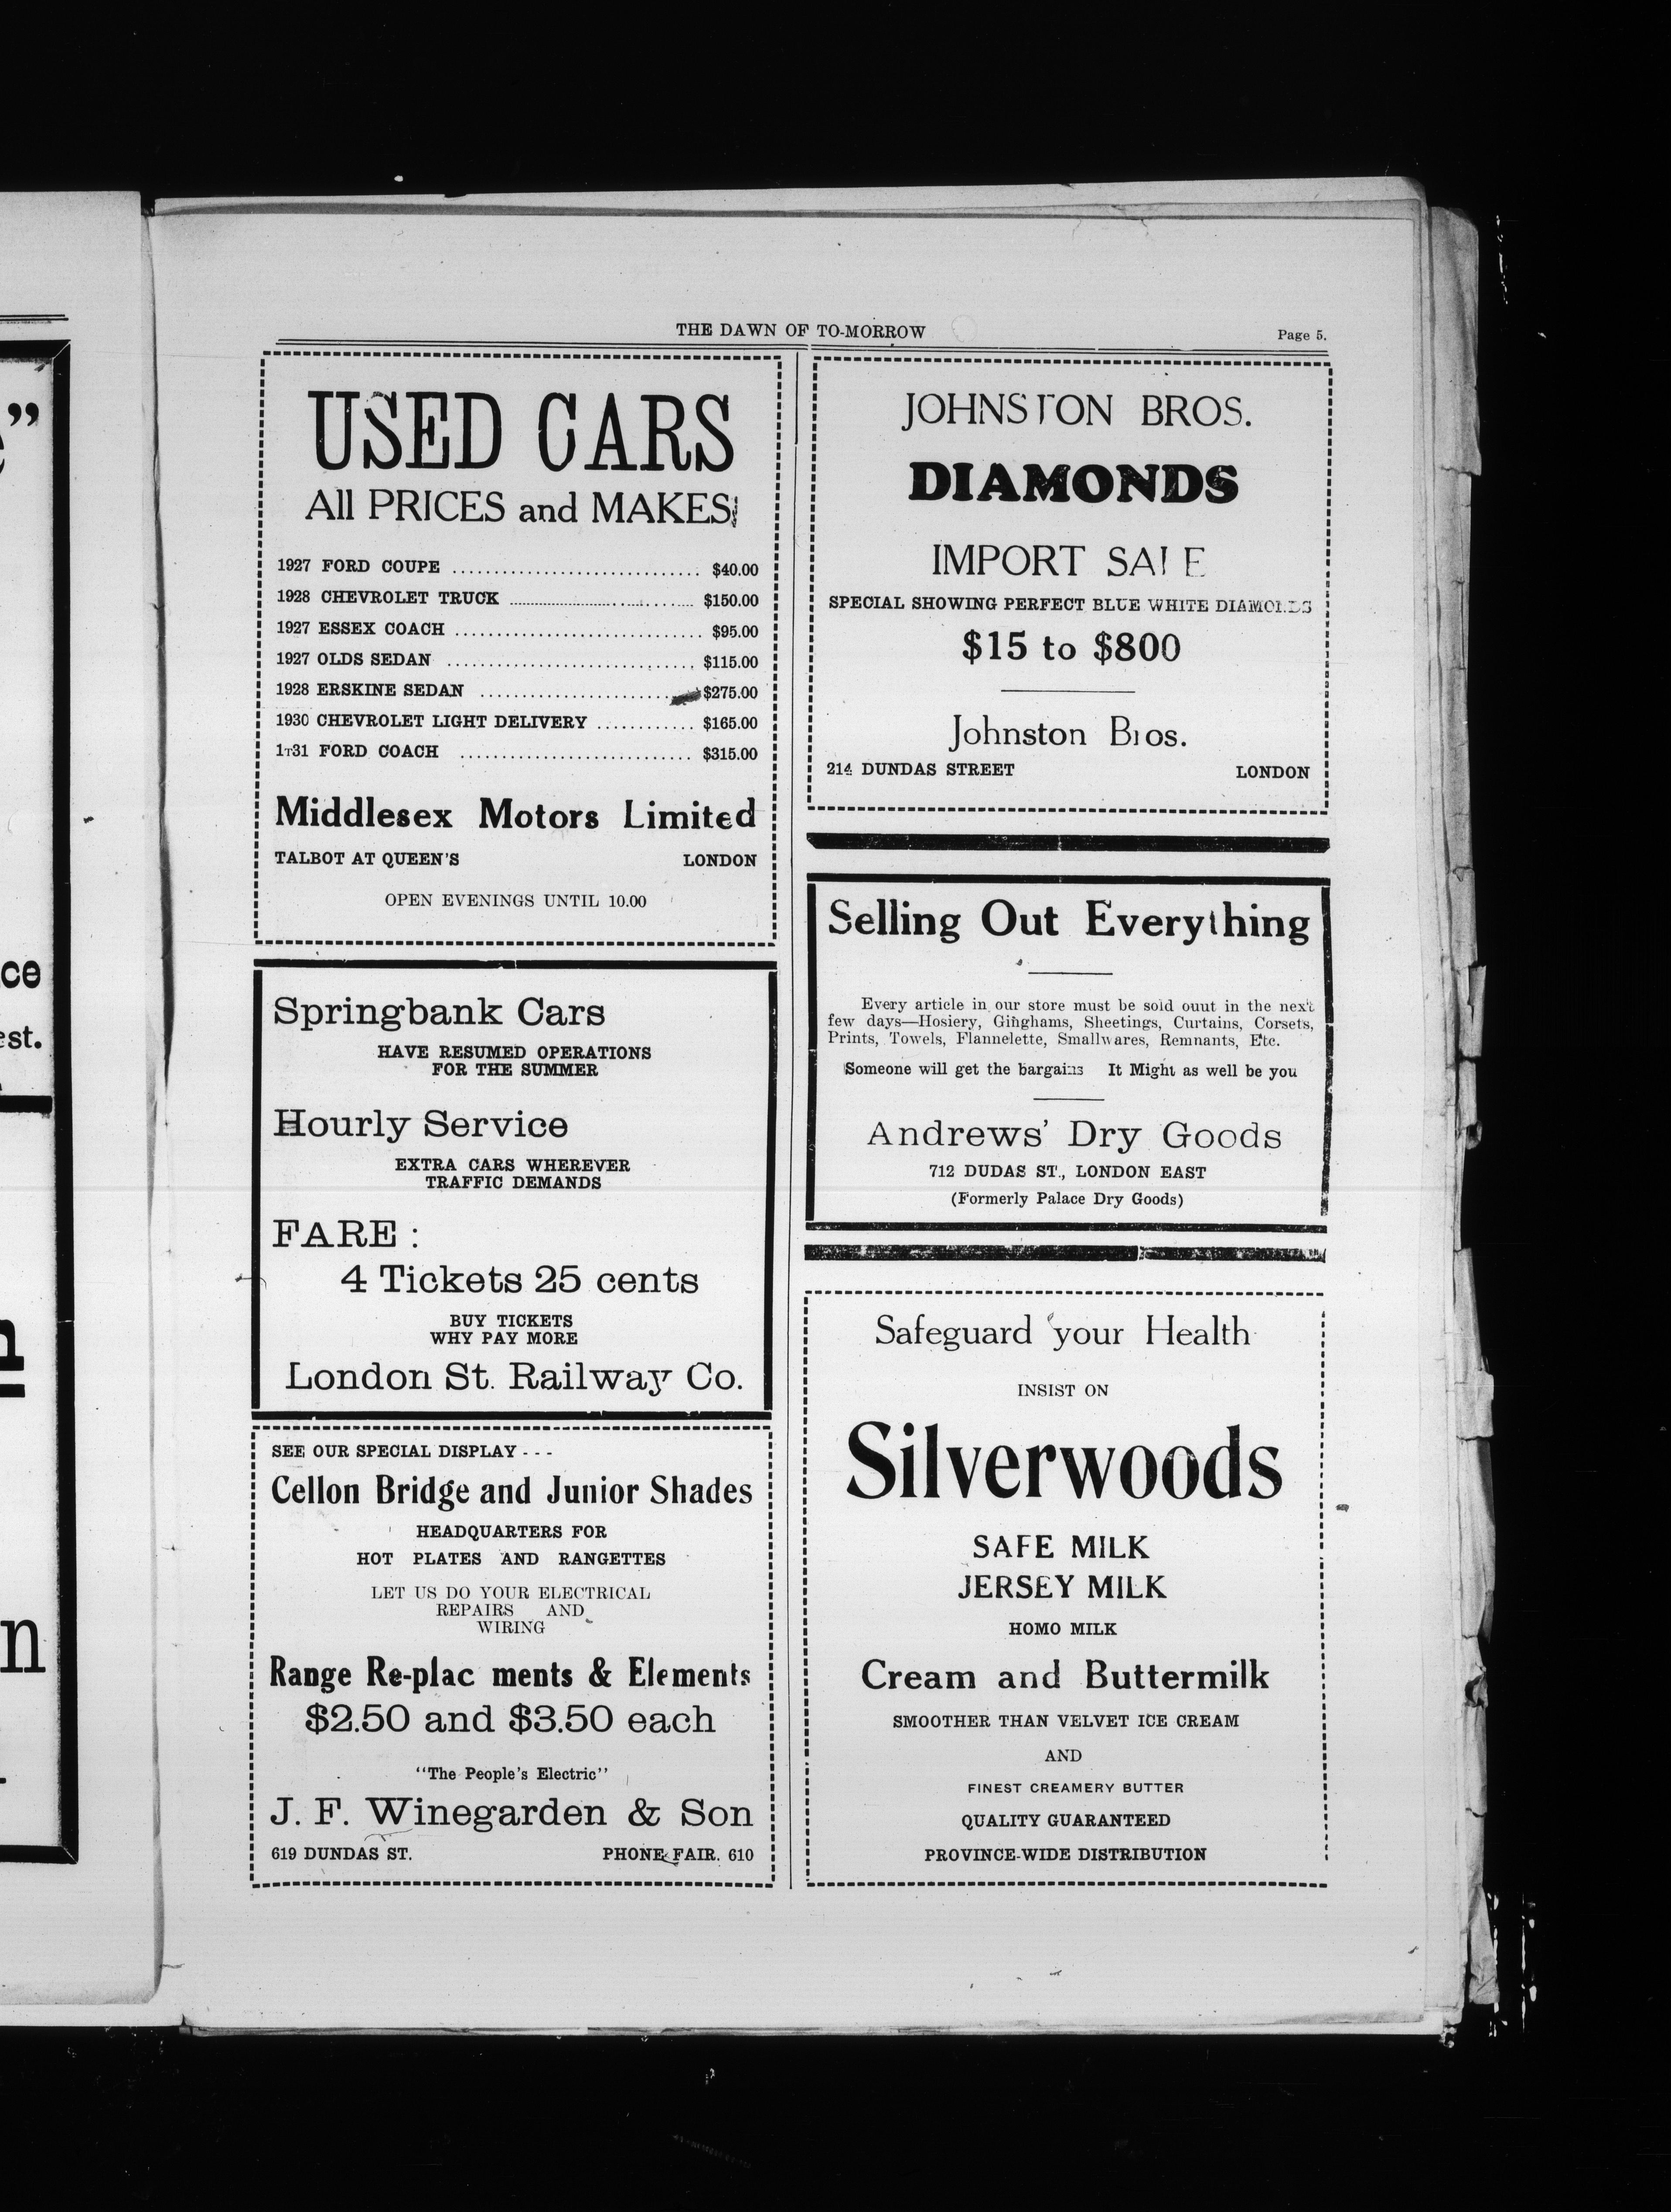 THE DAWN OF TO-MORROW
Page 5.
USED CARS
All PRICES and MAKES
1927 FORD COUPE .............................. $40.00
1928 CHEVROLET TRUCK .............................. $150.00
1927 ESSEX COACH .............................. $95.00
1927 OLDS SEDAN .............................. $115.00
1928 ERSKINE SEDAN .......................... $275.00
1930 CHEVROLET LIGHT DELIVERY ............ $165.00
1T31 FORD COACH ............................ $315.00
Middlesex Motors Limited
TALBOT AT QUEEN'S LONDON
OPEN EVENINGS UNTIL 10.00
Springbank Cars
HAVE RESUMED OPERATIONS
FOR THE SUMMER
Hourly Service
EXTRA CARS WHEREVER
TRAFFIC DEMANDS
FARE :
4 Tickets 25 cents
BUY TICKETS
WHY PAY MORE
London St. Railway Co.
SEE OUR SPECIAL DISPLAY - - -
Cellon Bridge and Junior Shades
HEADQUARTERS FOR
HOT PLATES AND RANGETTES
LET US DO YOUR ELECTRICAL
REPAIRS AND
WIRING
Range Re-plac ments & Elements
$2.50 and $3.50 each
"The People's Electric"
J. F. Winegarden & Son
619 DUNDAS ST. PHONE FAIR. 610
JOHNSTON BROS.
DIAMONDS
IMPORT SALE
SPECIAL SHOWING PERFECT BLUE WHITE DIAMONDS
$15 to $800
Johnston Bros.
214 DUNDAS STREET LONDON
Selling Out Everything
Every article in our store must be sold ouut in the next
few days—Hosiery, Ginghams, Sheetings, Curtains, Corsets,
Prints, Towels, Flannelette, Smallwares, Remnants, Etc.
Someone will get the bargains It Might as well be you
Andrews' Dry Goods
712 DUDAS ST., LONDON EAST
(Formerly Palace Dry Goods)
Safeguard your Health
INSIST ON
Silverwoods
SAFE MILK
JERSEY MILK
HOMO MILK
Cream and Buttermilk
SMOOTHER THAN VELVET ICE CREAM
AND
FINEST CREAMERY BUTTER
QUALITY GUARANTEED
PROVINCE-WIDE DISTRIBUTION